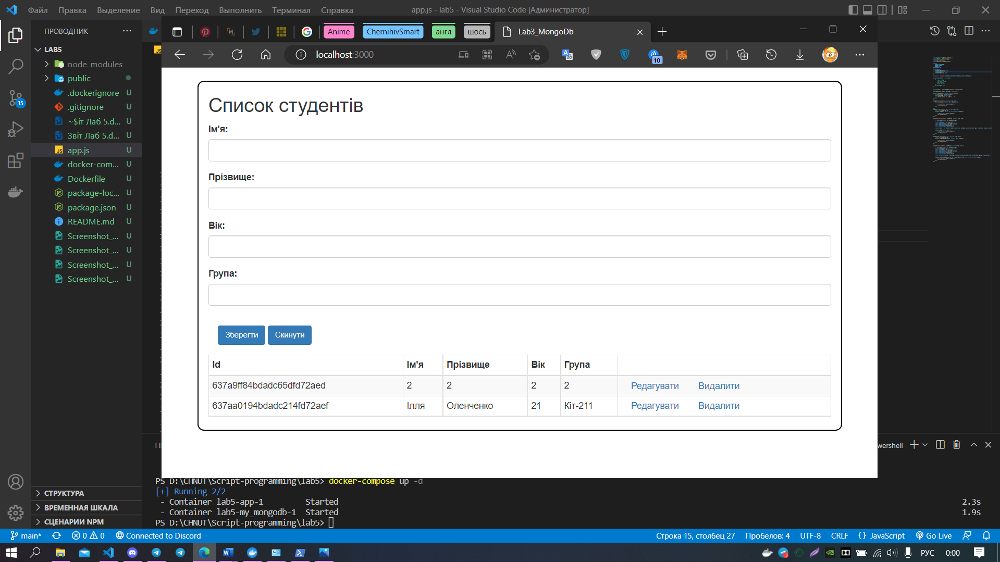 Файл Правка Выделение Вид Переход Выполнить Терминал Справка
app.js - lab5 - Visual Studio Code [Администратор]
ПРОВОДНИК
LAB5
node_modules
public
.dockerignore U
.gitignore U
~$іт Лаб 5.d... U
Звіт Лаб 5.d... U
app.js U
docker-com... U
Dockerfile U
package-loc... U
package.json U
README.md U
Screenshot_... U
Screenshot_... U
Screenshot_... U
Screenshot_... U
СТРУКТУРА
ВРЕМЕННАЯ ШКАЛА
СЦЕНАРИИ NPM
15
Anime
ChernihivSmart
англ
шось
Lab3_MongoDb
localhost:3000
10
Список студентів
Ім'я:
Прізвище:
Вік:
Група:
Зберегти Скинути
Id Ім'я Прізвище Вік Група
637a9ff84bdadc65dfd72aed 2 2 2 2 Редагувати Видалити
637aa0194bdadc214fd72aef Ілля Оленченко 21 Кіт-211 Редагувати Видалити
wershell
PS D:\CHNUT\Script-programming\lab5> docker-compose up -d
[+] Running 2/2
- Container lab5-app-1 Started 2.3s
- Container lab5-my_mongodb-1 Started 1.9s
PS D:\CHNUT\Script-programming\lab5>
main* 0 0 Connected to Discord
Строка 15, столбец 27 Пробелов: 4 UTF-8 CRLF {} JavaScript Go Live
РУС 0:00